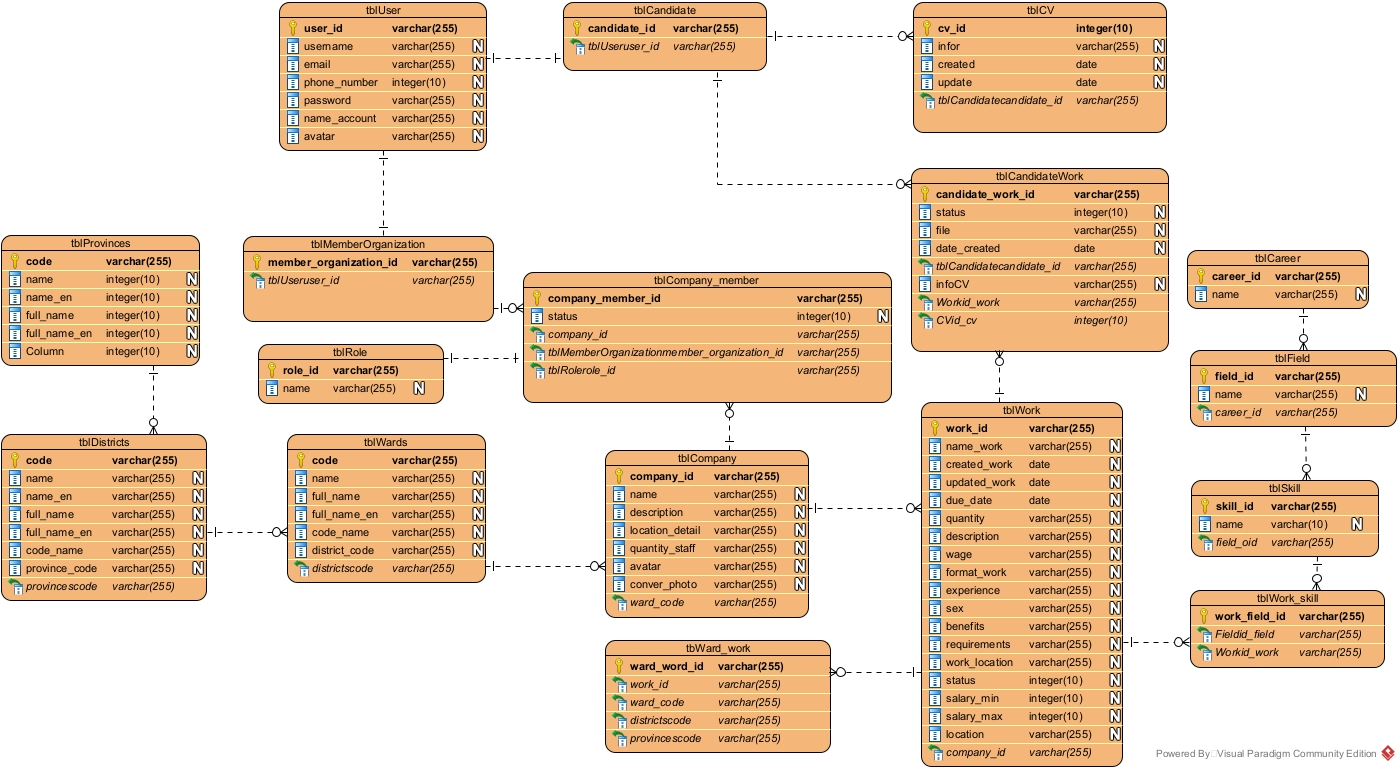 tblUser
user_id varchar(255)
username varchar(255) N
email varchar(255) N
phone_number integer(10) N
password varchar(255) N
name_account varchar(255) N
avatar varchar(255) N
tblCandidate
candidate_id varchar(255)
tblUseruser_id varchar(255)
tblCV
cv_id integer(10)
infor varchar(255) N
created date N
update date N
tblCandidatecandidate_id varchar(255)
tblCandidateWork
candidate_work_id varchar(255)
status integer(10) N
file varchar(255) N
date_created date N
tblCandidatecandidate_id varchar(255)
infoCV varchar(255) N
Workid_work varchar(255)
CVid_cv integer(10)
tblProvinces
code varchar(255)
name integer(10) N
name_en integer(10) N
full_name integer(10) N
full_name_en integer(10) N
Column integer(10) N
tblMemberOrganization
member_organization_id varchar(255)
tblUseruser_id varchar(255)
tblCompany_member
company_member_id varchar(255)
status integer(10) N
company_id varchar(255)
tblMemberOrganizationmember_organization_id varchar(255)
tblRolerole_id varchar(255)
tblCareer
career_id varchar(255)
name varchar(255) N
tblRole
role_id varchar(255)
name varchar(255) N
tblField
field_id varchar(255)
name varchar(255) N
career_id varchar(255)
tblDistricts
code varchar(255)
name varchar(255) N
name_en varchar(255) N
full_name varchar(255) N
full_name_en varchar(255) N
code_name varchar(255) N
province_code varchar(255) N
provincescode varchar(255)
tblWards
code varchar(255)
name varchar(255) N
full_name varchar(255) N
full_name_en varchar(255) N
code_name varchar(255) N
district_code varchar(255) N
districtscode varchar(255)
tblCompany
company_id varchar(255)
name varchar(255) N
description varchar(255) N
location_detail varchar(255) N
quantity_staff varchar(255) N
avatar varchar(255) N
conver_photo varchar(255) N
ward_code varchar(255)
tblWork
work_id varchar(255)
name_work varchar(255) N
created_work date N
updated_work date N
due_date date N
quantity varchar(255) N
description varchar(255) N
wage varchar(255) N
format_work varchar(255) N
experience varchar(255) N
sex varchar(255) N
benefits varchar(255) N
requirements varchar(255) N
work_location varchar(255) N
status integer(10) N
salary_min integer(10) N
salary_max integer(10) N
location varchar(255) N
company_id varchar(255)
tblSkill
skill_id varchar(255)
name varchar(10) N
field_oid varchar(255)
tblWork_skill
work_field_id varchar(255)
Fieldid_field varchar(255)
Workid_work varchar(255)
tbWard_work
ward_word_id varchar(255)
work_id varchar(255)
ward_code varchar(255)
districtscode varchar(255)
provincescode varchar(255)
Powered By Visual Paradigm Community Edition